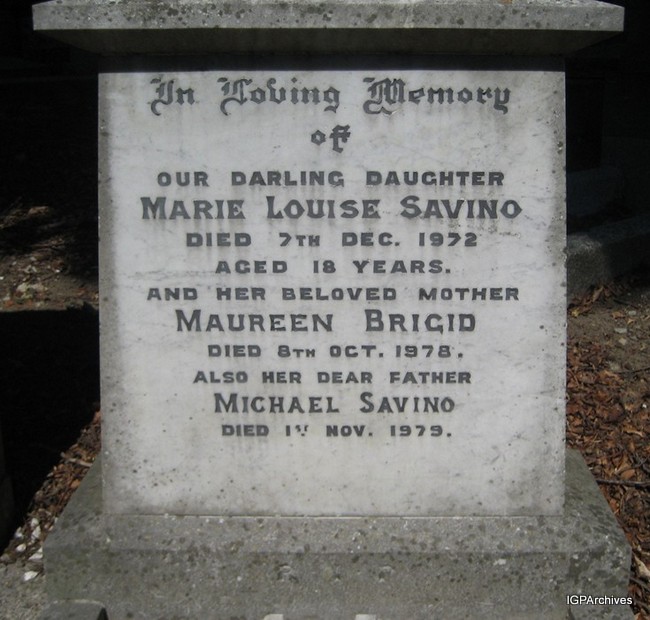 In Loving Memory
of
OUR DARLING DAUGHTER
MARIE LOUISE SAVINO
DIED 7TH DEC. 1972
AGED 18 YEARS.
AND HER BELOVED MOTHER
MAUREEN BRIGID
DIED 8TH OCT. 1978.
ALSO HER DEAR FATHER
MICHAEL SAVINO
DIED 1ST NOV. 1979.
IGPArchives